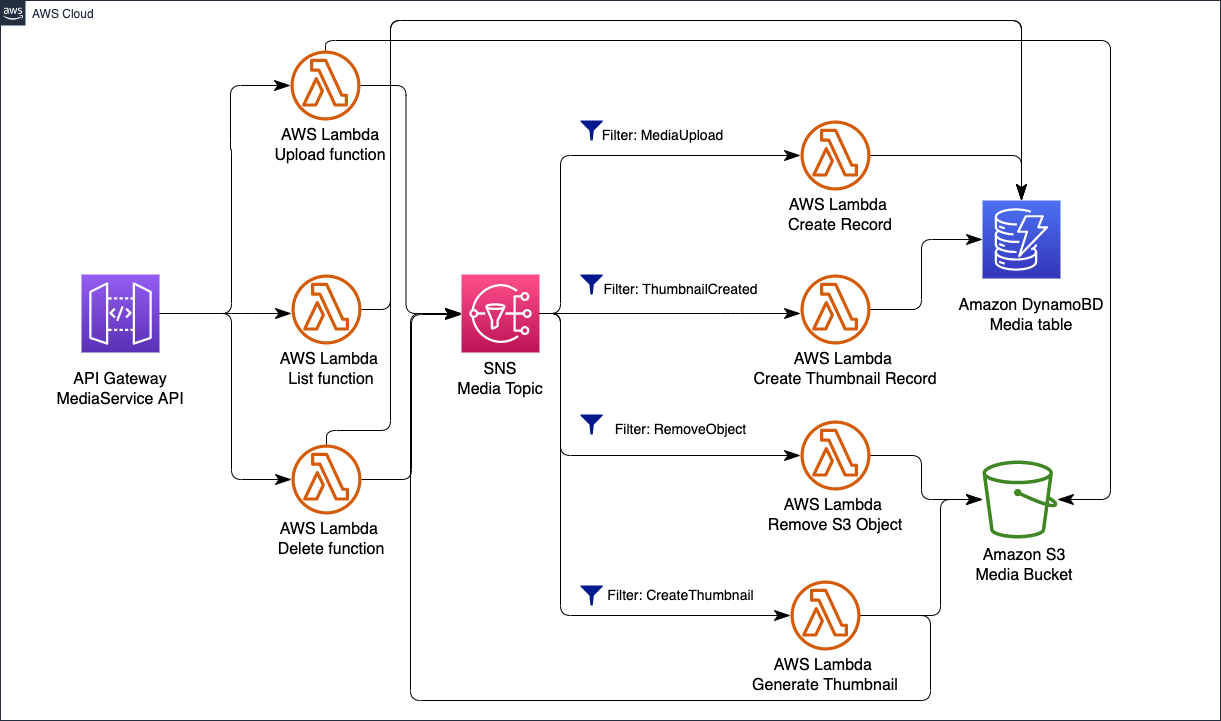 aws
AWS Cloud
AWS Lambda
Upload function
Filter: MediaUpload
AWS Lambda
Create Record
Filter: ThumbnailCreated
Amazon DynamoBD
Media table
AWS Lambda
List function
SNS
Media Topic
AWS Lambda
Create Thumbnail Record
API Gateway
MediaService API
Filter: RemoveObject
AWS Lambda
Remove S3 Object
AWS Lambda
Delete function
Amazon S3
Media Bucket
Filter: CreateThumbnail
AWS Lambda
Generate Thumbnail